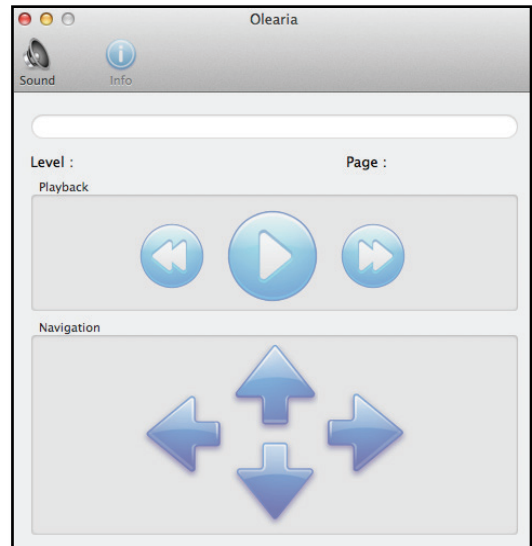 Olearia
Sound Info
Level : Page :
Playback
Navigation